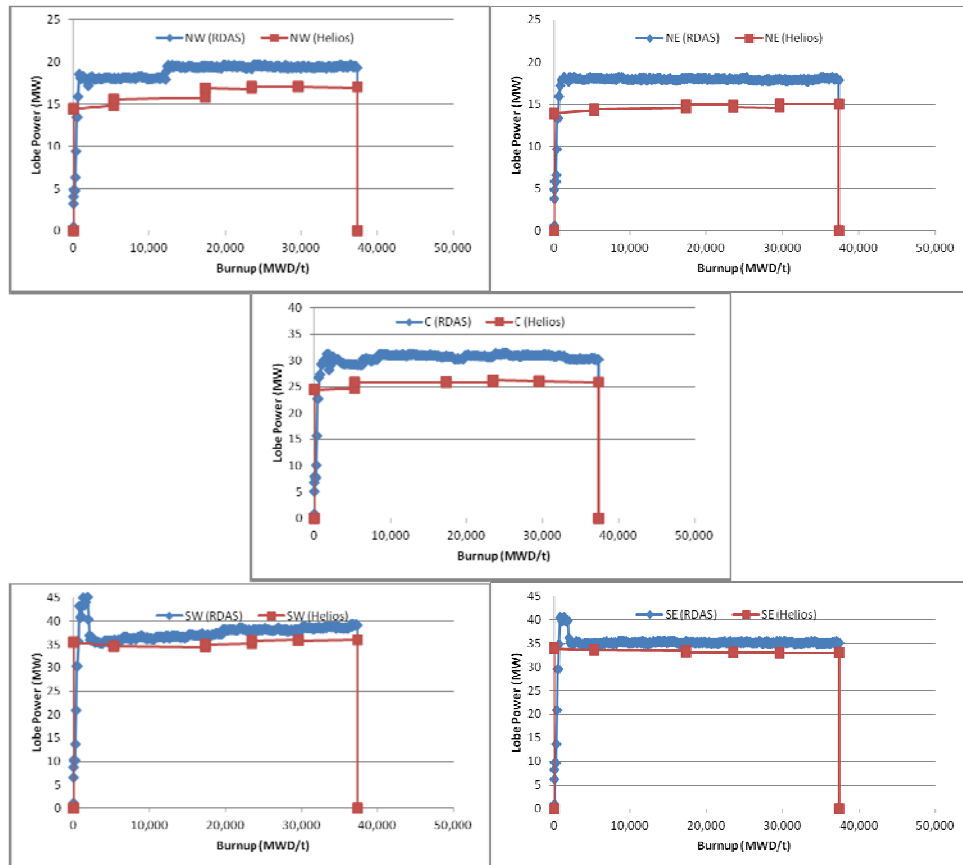 25
NW (RDAS) NW (Helios)
20
15
10
5
0
Lobe Power (MW)
0 10,000 20,000 30,000 40,000 50,000
Burnup (MWD/t)
25
NE (RDAS) NE (Helios)
20
15
10
5
0
Lobe Power (MW)
0 10,000 20,000 30,000 40,000 50,000
Burnup (MWD/t)
40
C (RDAS) C (Helios)
35
30
25
20
15
10
5
0
Lobe Power (MW)
0 10,000 20,000 30,000 40,000 50,000
Burnup (MWD/t)
45
SW (RDAS) SW (Helios)
40
35
30
25
20
15
10
5
0
Lobe Power (MW)
0 10,000 20,000 30,000 40,000 50,000
Burnup (MWD/t)
45
SE (RDAS) SE (Helios)
40
35
30
25
20
15
10
5
0
Lobe Power (MW)
0 10,000 20,000 30,000 40,000 50,000
Burnup (MWD/t)